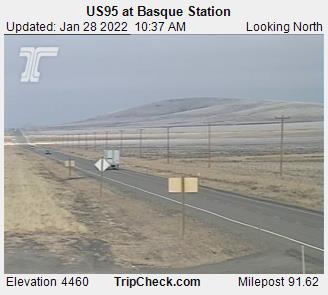 US95 at Basque Station
Updated: Jan 28 2022 10:37 AM Looking North
Elevation 4460 TripCheck.com Milepost 91.62